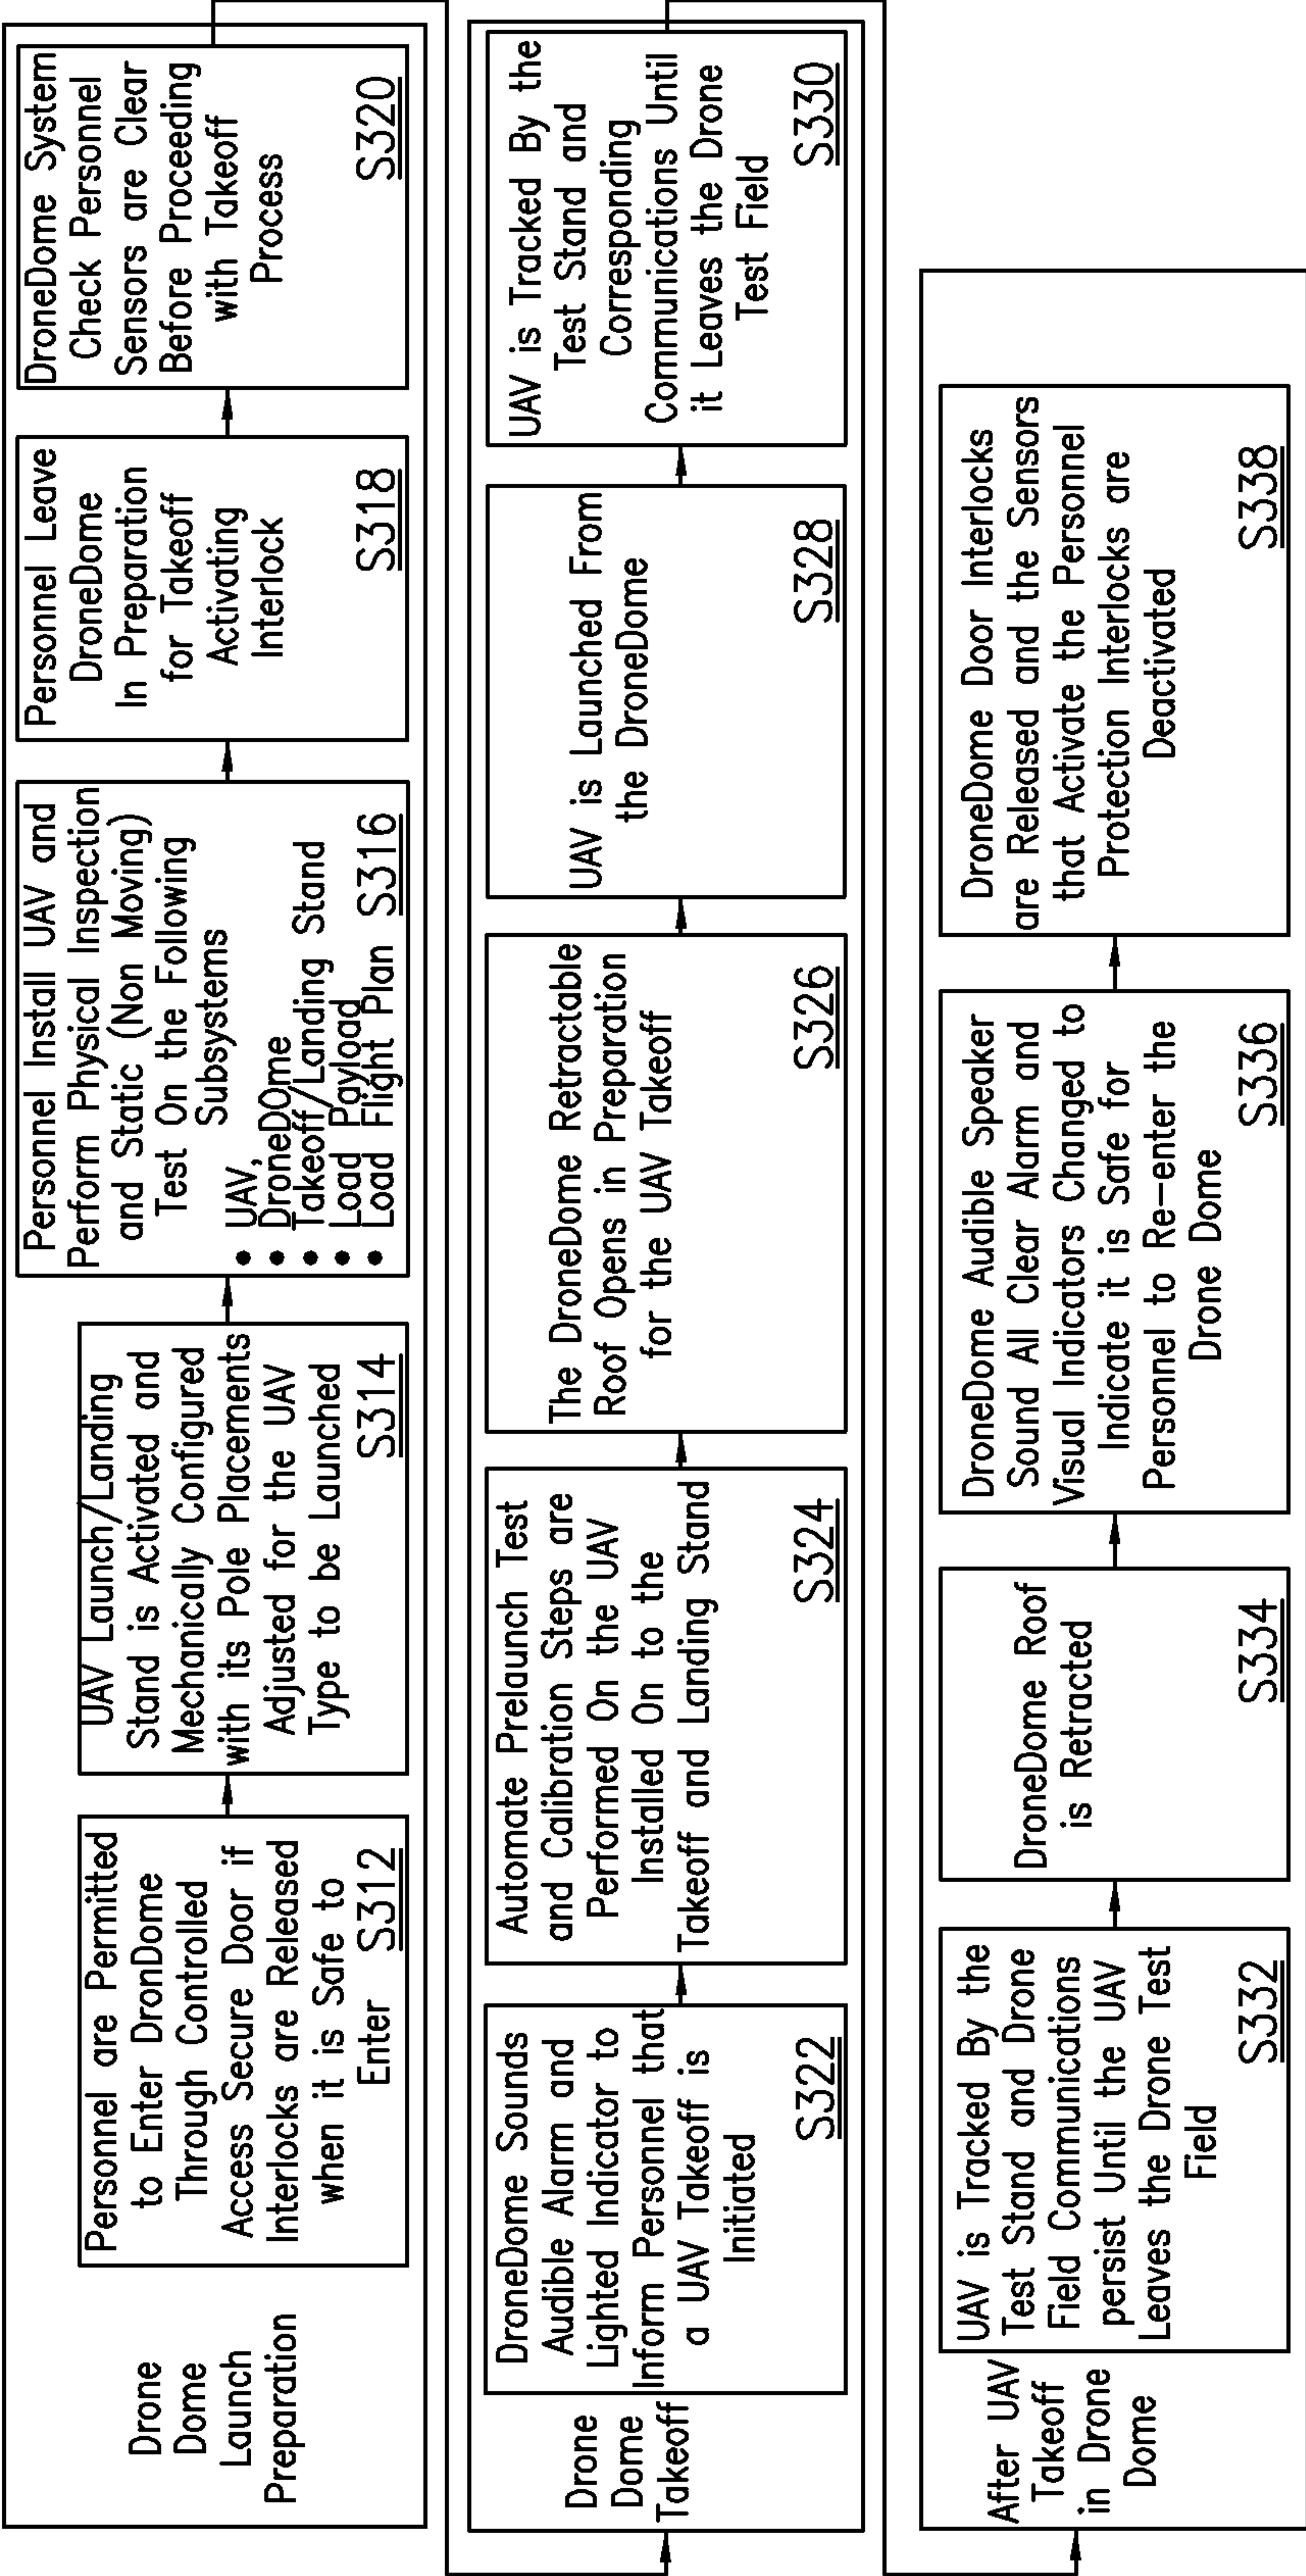 Drone
Dome
Launch
Preparation
Personnel are Permitted
to Enter DronDome
Through Controlled
Access Secure Door if
Interlocks are Released
when it is Safe to
Enter S312
UAV Launch/Landing
Stand is Activated and
Mechanically Configured
with its Pole Placements
Adjusted for the UAV
Type to be Launched
S314
Personnel Install UAV and
Perform Physical Inspection
and Static (Non Moving)
Test On the Following
Subsystems
• UAV,
• DroneDOme
• Takeoff/Landing Stand
• Load Payload
• Load Flight Plan S316
Personnel Leave
DroneDome
In Preparation
for Takeoff
Activating
Interlock
S318
DroneDome System
Check Personnel
Sensors are Clear
Before Proceeding
with Takeoff
Process
S320
Drone
Dome
Takeoff
DroneDome Sounds
Audible Alarm and
Lighted Indicator to
Inform Personnel that
a UAV Takeoff is
Initiated
S322
Automate Prelaunch Test
and Calibration Steps are
Performed On the UAV
Installed On to the
Takeoff and Landing Stand
S324
The DroneDome Retractable
Roof Opens in Preparation
for the UAV Takeoff
S326
UAV is Launched From
the DroneDome
S328
UAV is Tracked By the
Test Stand and
Corresponding
Communications Until
it Leaves the Drone
Test Field
S330
After UAV
Takeoff
in Drone
Dome
UAV is Tracked By the
Test Stand and Drone
Field Communications
persist Until the UAV
Leaves the Drone Test
Field
S332
DroneDome Roof
is Retracted
S334
DroneDome Audible Speaker
Sound All Clear Alarm and
Visual Indicators Changed to
Indicate it is Safe for
Personnel to Re-enter the
Drone Dome
S336
DroneDome Door Interlocks
are Released and the Sensors
that Activate the Personnel
Protection Interlocks are
Deactivated
S338